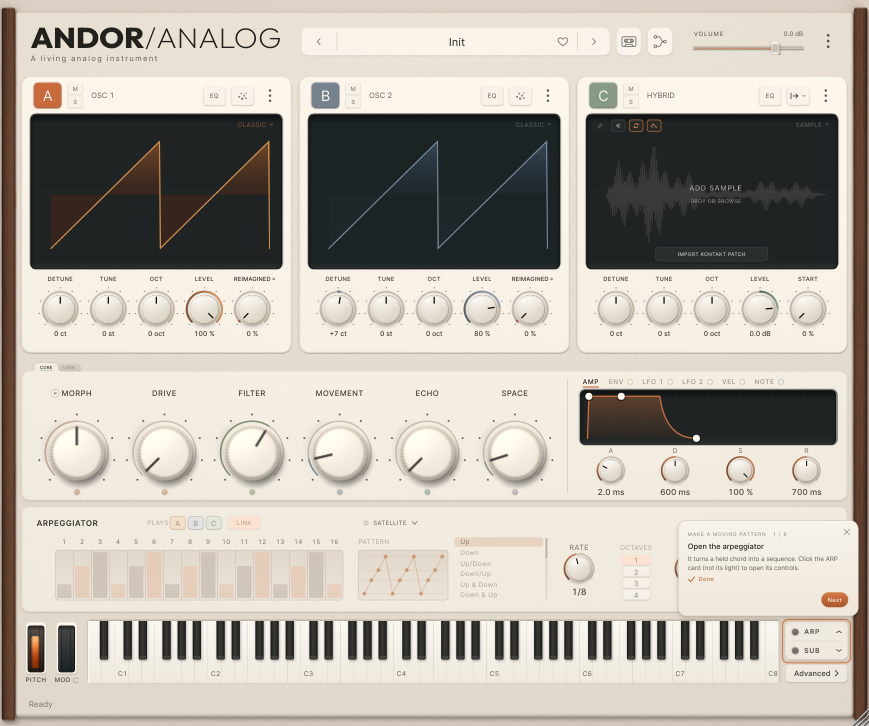 ANDOR/ANALOG
A living analog instrument
Init
VOLUME 0.0 dB
A M S OSC 1 EQ
CLASSIC
DETUNE TUNE OCT LEVEL REIMAGINED
0 ct 0 st 0 oct 100 % 0 %
B M S OSC 2 EQ
CLASSIC
DETUNE TUNE OCT LEVEL REIMAGINED
+7 ct 0 st 0 oct 80 % 0 %
C M S HYBRID EQ
SAMPLE
ADD SAMPLE
DROP OR BROWSE
IMPORT KONTAKT PATCH
DETUNE TUNE OCT LEVEL START
0 ct 0 st 0 oct 0.0 dB 0 %
CORE
MORPH DRIVE FILTER MOVEMENT ECHO SPACE
AMP ENV LFO 1 LFO 2 VEL NOTE
A D S R
2.0 ms 600 ms 100 % 700 ms
ARPEGGIATOR PLAYS A B C LINK SATELLITE
1 2 3 4 5 6 7 8 9 10 11 12 13 14 15 16
PATTERN
Up
Down
Up/Down
Down/Up
Up & Down
Down & Up
RATE
1/8
OCTAVES
1
2
3
4
MAKE A MOVING PATTERN 1 / 8
Open the arpeggiator
It turns a held chord into a sequence. Click the ARP
card (not its light) to open its controls.
Done
Next
PITCH MOD
C1 C2 C3 C4 C5 C6 C7 C8
ARP
SUB
Advanced
Ready